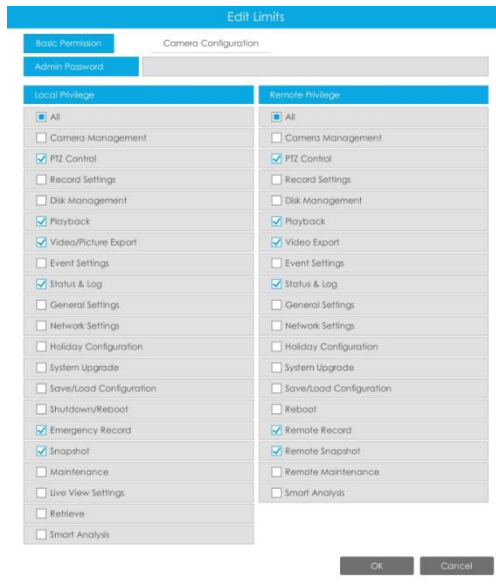 Edit Limits
Basic Permission Camera Configuration
Admin Password
Local Privilege Remote Privilege
All All
Camera Management Camera Management
PTZ Control PTZ Control
Record Settings Record Settings
Disk Management Disk Management
Playback Playback
Video/Picture Export Video Export
Event Settings Event Settings
Status & Log Status & Log
General Settings General Settings
Network Settings Network Settings
Holiday Configuration Holiday Configuration
System Upgrade System Upgrade
Save/Load Configuration Save/Load Configuration
Shutdown/Reboot Reboot
Emergency Record Remote Record
Snapshot Remote Snapshot
Maintenance Remote Maintenance
Live View Settings Smart Analysis
Retrieve
Smart Analysis
OK Cancel